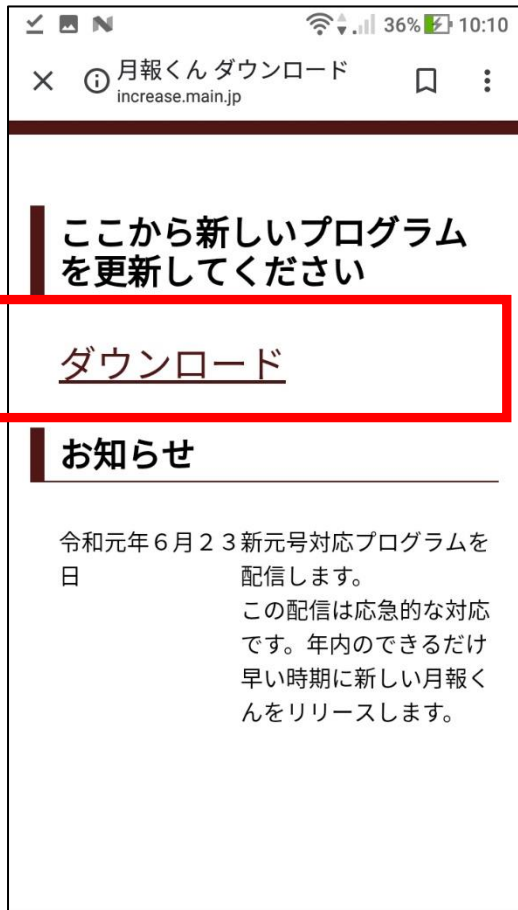 36% 10:10
月報くん ダウンロード
increase.main.jp
ここから新しいプログラム
を更新してください
ダウンロード
お知らせ
令和元年６月２３
日
新元号対応プログラムを
配信します。
この配信は応急的な対応
です。年内のできるだけ
早い時期に新しい月報く
んをリリースします。